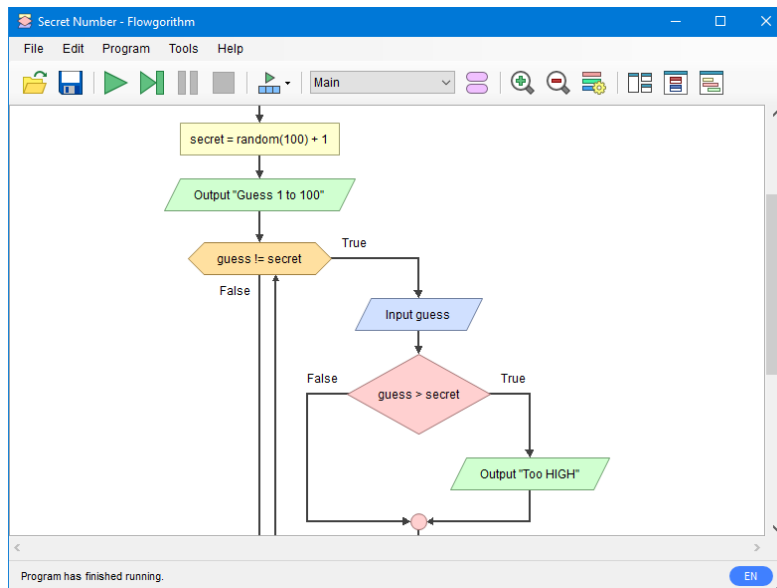 Secret Number - Flowgorithm
File Edit Program Tools Help
Main
secret = random(100) + 1
Output "Guess 1 to 100"
True
guess != secret
False
Input guess
False
True
guess > secret
Output "Too HIGH"
Program has finished running.
EN